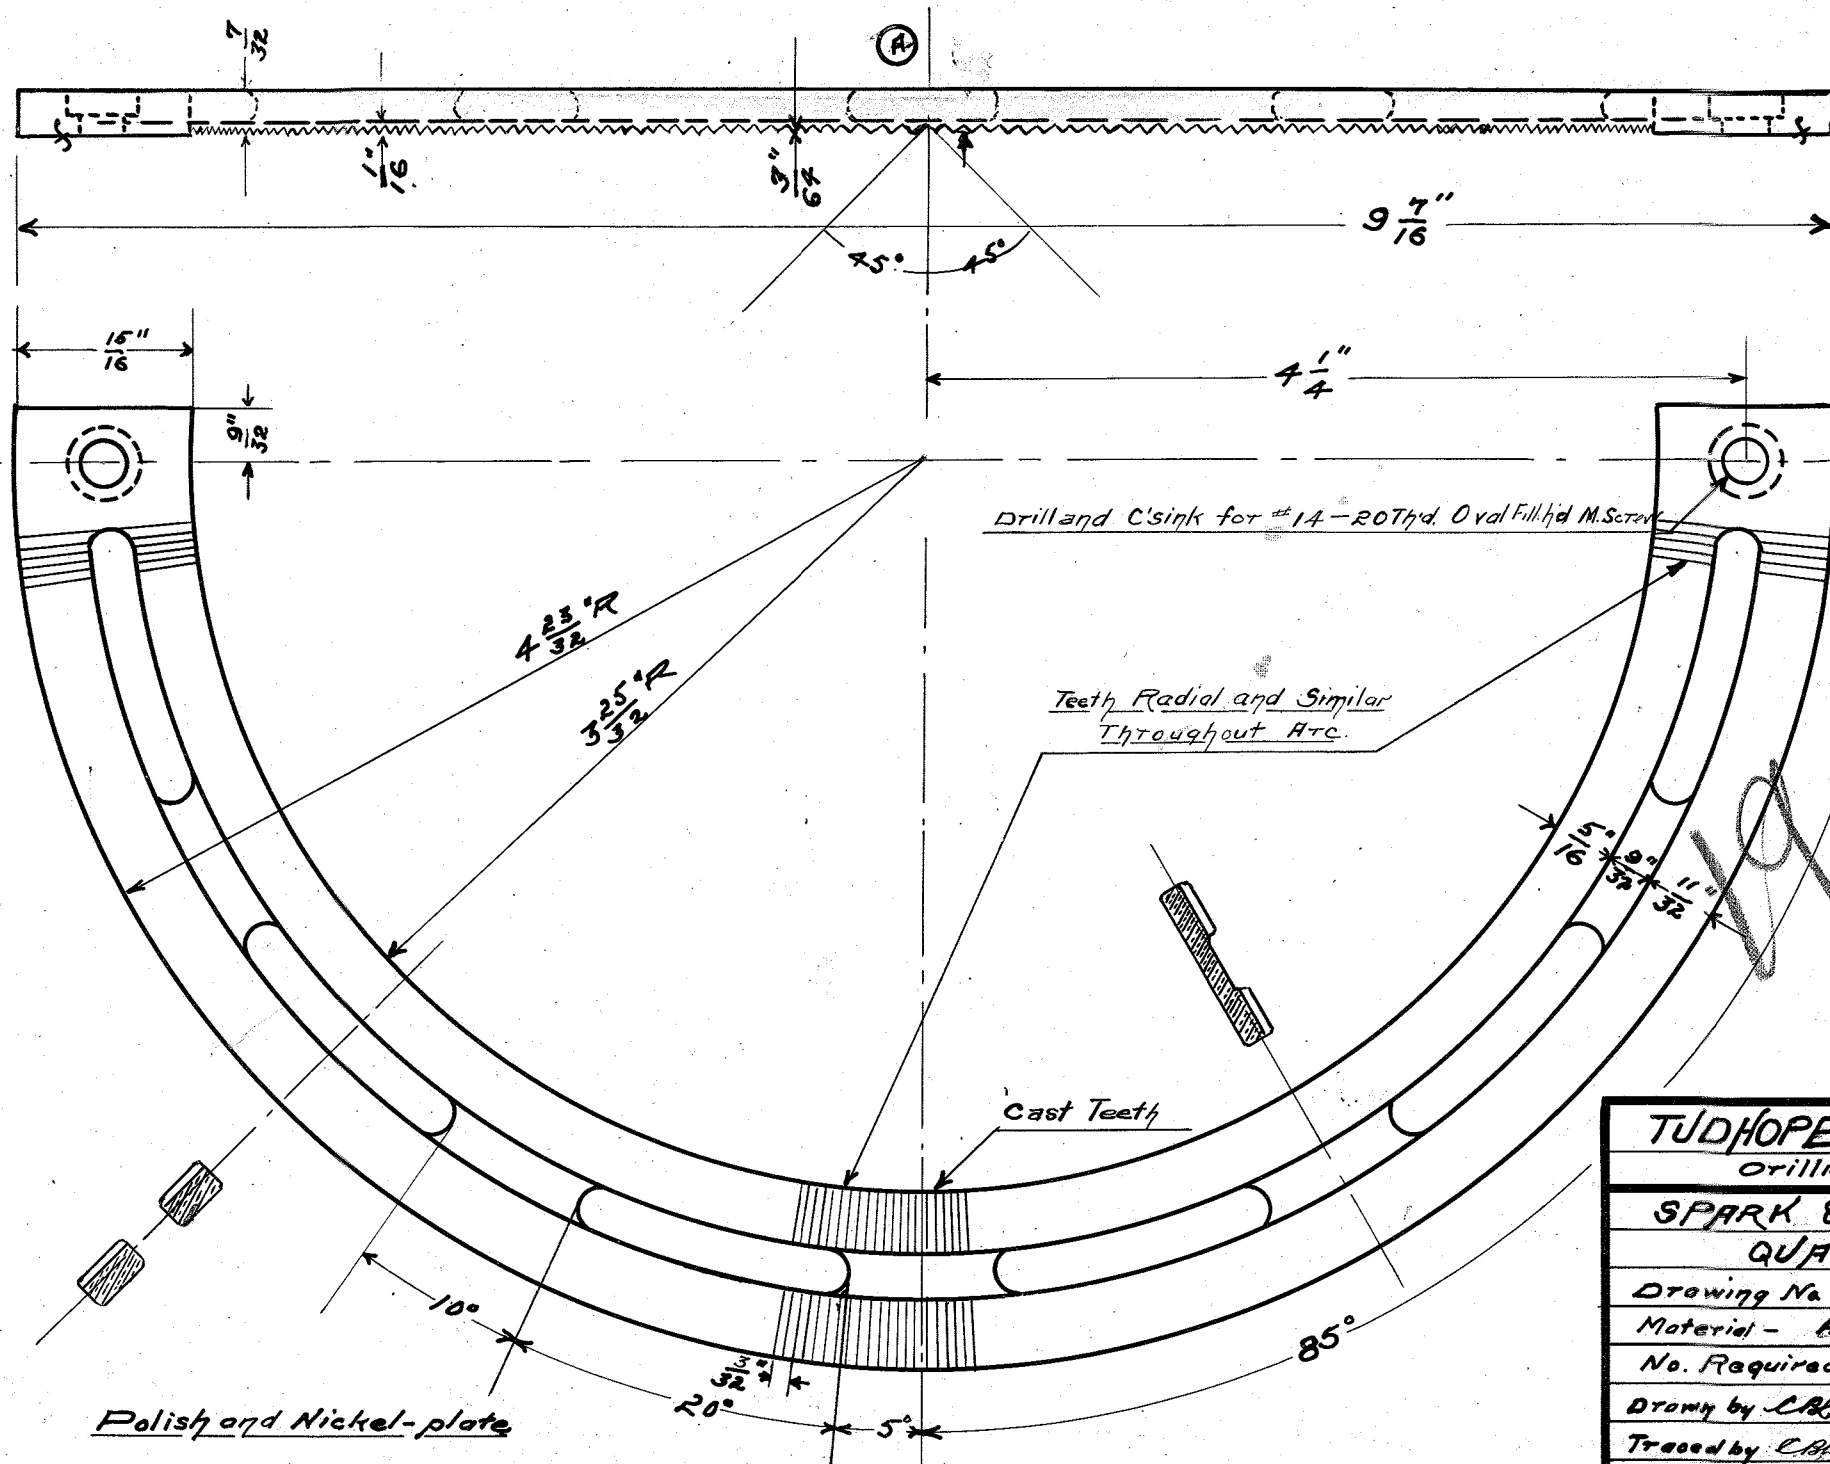 A
7/32
1"/16
3"/64
9 7/16"
45° 45°
15"/16
9"/32
4 1/4"
Drill and C'sink for #14-20Th'd. Oval Fill.h'd M.Screw
4 23/32"R
3 25/32"R
Teeth Radial and Similar
Throughout Arc.
19
5"/16
9"/32
11"/32
Cast Teeth
10°
3"/32
20°
5°
85°
Polish and Nickel-plate
TUDHOPE
Orilli
SPARK
QUA
Drawing No
Material-
No. Required
Drawn by
Traced by